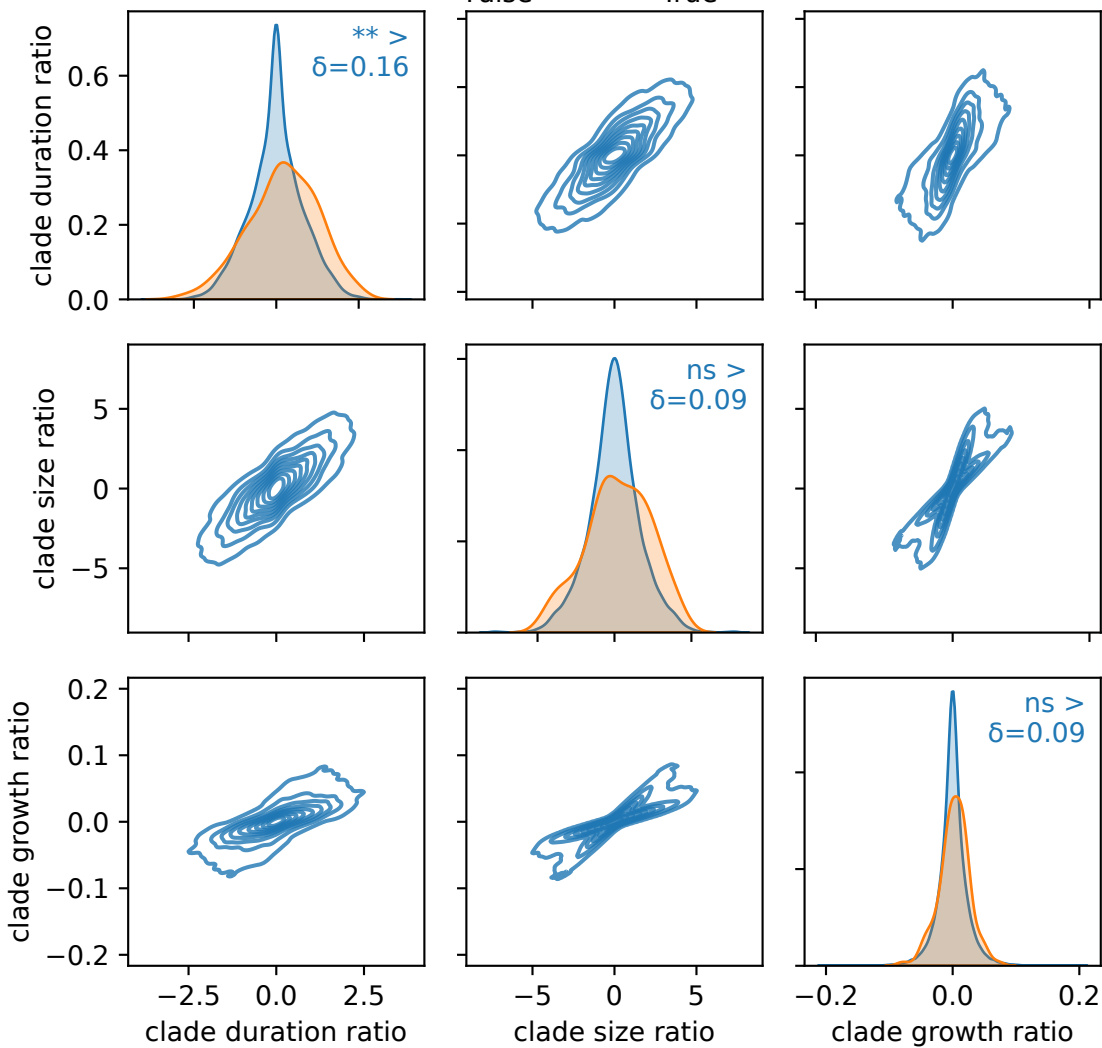 True
clade duration ratio
0.6
0.4
0.2
0.0
** >
δ=0.16
clade size ratio
5
0
−5
ns >
δ=0.09
clade growth ratio
0.2
0.1
0.0
−0.1
−0.2
ns >
δ=0.09
−2.5 0.0 2.5
clade duration ratio
−5 0 5
clade size ratio
−0.2 0.0 0.2
clade growth ratio